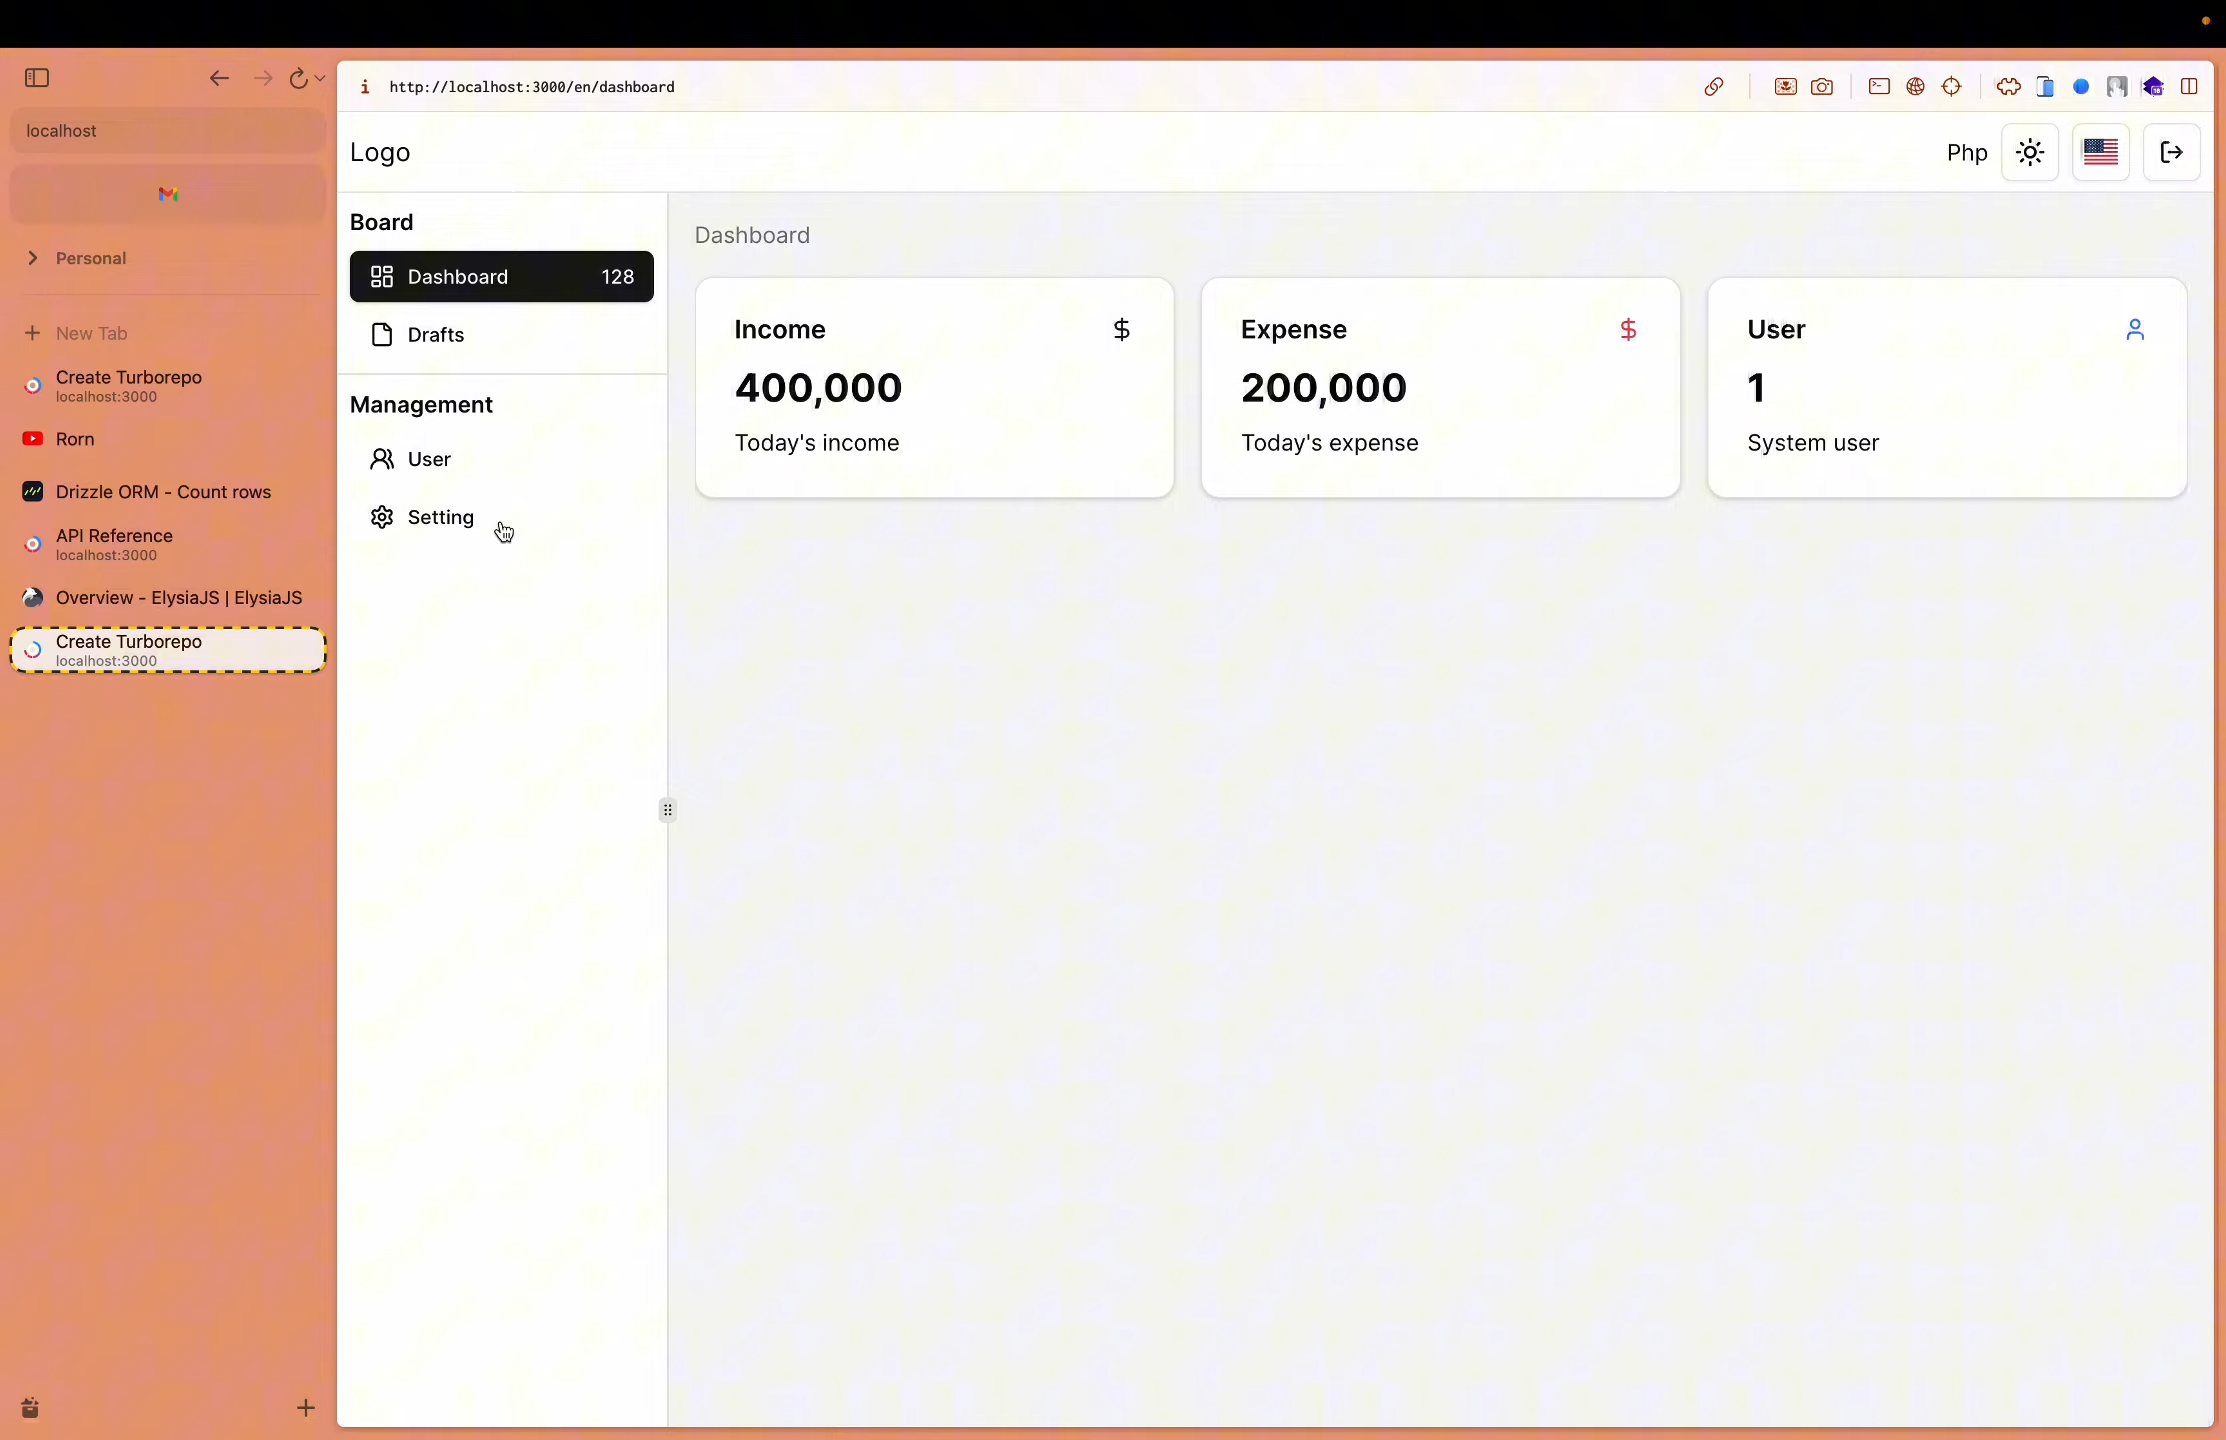 http://localhost:3000/en/dashboard
localhost
Personal
New Tab
Create Turborepo
localhost:3000
Rorn
Drizzle ORM - Count rows
API Reference
localhost:3000
Overview - ElysiaJS | ElysiaJS
Create Turborepo
localhost:3000
Logo
Php
Board
Dashboard 128
Drafts
Management
User
Setting
Dashboard
Income $
400,000
Today's income
Expense $
200,000
Today's expense
User
1
System user